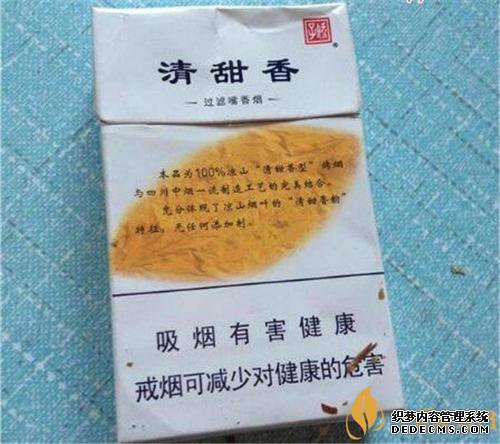 娇子
®
清甜香
过滤嘴香烟
本品为100%凉山“清甜香型”烤烟
与四川中烟一流制造工艺的完美结合。
充分体现了凉山烟叶的“清甜香韵”
特征，无任何添加剂。
吸烟有害健康
戒烟可减少对健康的危害
织梦内容管理系统
DEDECMS.COM